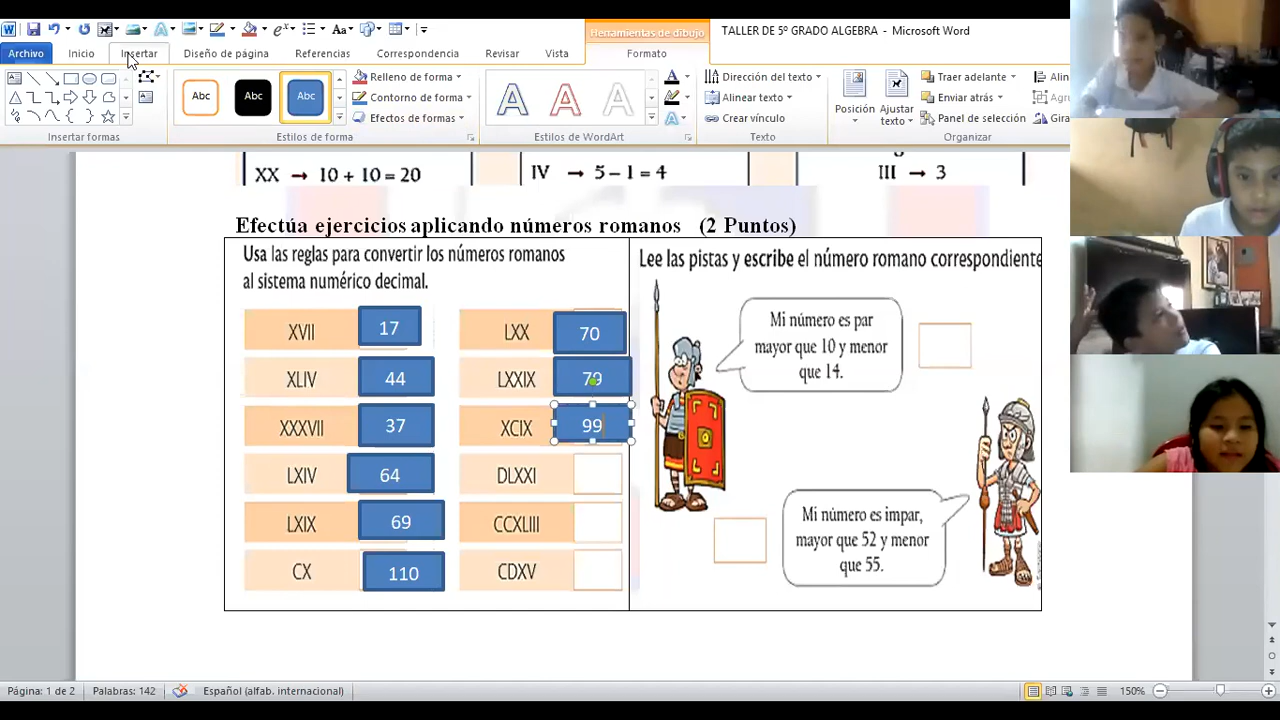 Herramientas de dibujo
TALLER DE 5º GRADO ALGEBRA - Microsoft Word
Archivo Inicio Insertar Diseño de página Referencias Correspondencia Revisar Vista Formato
Abc Abc Abc
Relleno de forma
Contorno de forma
Efectos de formas
Dirección del texto
Alinear texto
Crear vínculo
Posición
Ajustar texto
Traer adelante
Enviar atrás
Panel de selección
Insertar formas Estilos de forma Estilos de WordArt Texto Organizar
XX → 10 + 10 = 20
IV → 5 – 1 = 4
III → 3
Efectúa ejercicios aplicando números romanos (2 Puntos)
Usa las reglas para convertir los números romanos
al sistema numérico decimal.
XVII 17 LXX 70
XLIV 44 LXXIX 79
XXXVII 37 XCIX 99
LXIV 64 DLXXI
LXIX 69 CCXLIII
CX 110 CDXV
Lee las pistas y escribe el número romano correspondiente
Mi número es par
mayor que 10 y menor
que 14.
Mi número es impar,
mayor que 52 y menor
que 55.
Página: 1 de 2 Palabras: 142 Español (alfab. internacional) 150%